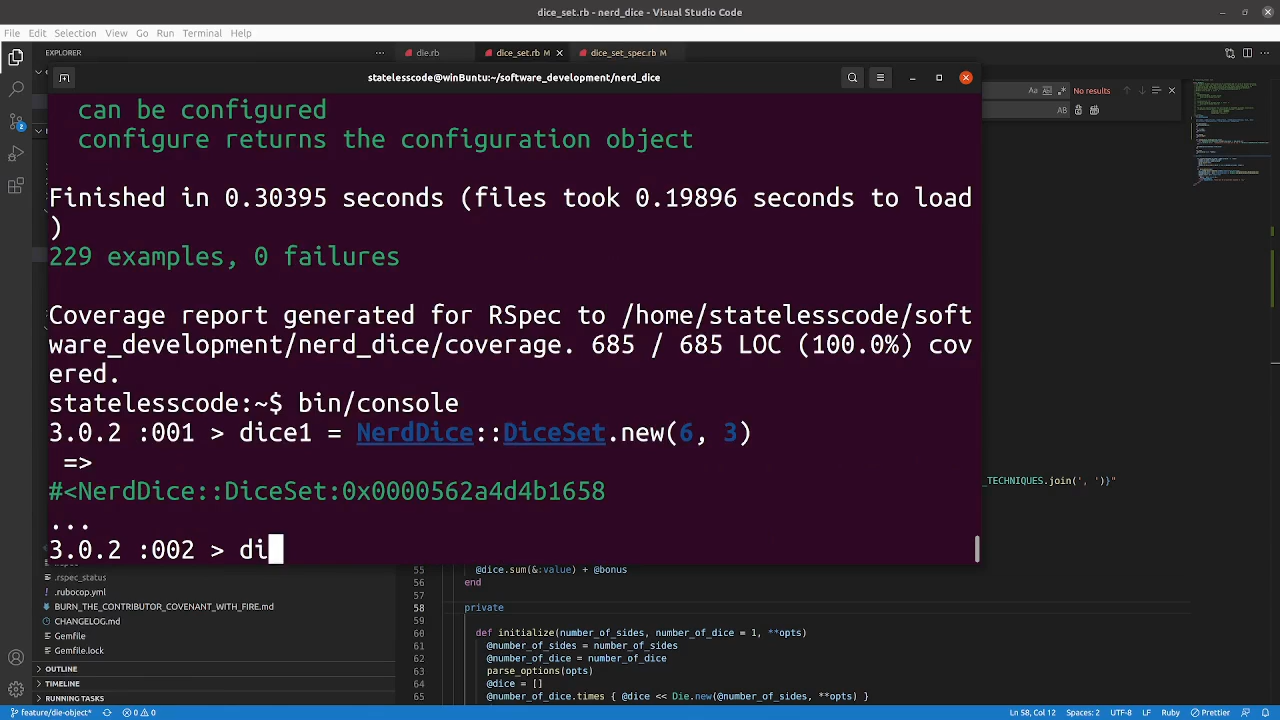 dice_set.rb - nerd_dice - Visual Studio Code
File Edit Selection View Go Run Terminal Help
EXPLORER
die.rb
dice_set.rb M
dice_set_spec.rb M
statelesscode@winBuntu:~/software_development/nerd_dice
Aa
No results
AB
can be configured
configure returns the configuration object
Finished in 0.30395 seconds (files took 0.19896 seconds to load
)
229 examples, 0 failures
Coverage report generated for RSpec to /home/statelesscode/soft
ware_development/nerd_dice/coverage. 685 / 685 LOC (100.0%) cov
ered.
statelesscode:~$ bin/console
3.0.2 :001 > dice1 = NerdDice::DiceSet.new(6, 3)
=>
#<NerdDice::DiceSet:0x0000562a4d4b1658
...
3.0.2 :002 > di
_TECHNIQUES.join(', ')}"
.rspec_status
.rubocop.yml
BURN_THE_CONTRIBUTOR_COVENANT_WITH_FIRE.md
CHANGELOG.md
Gemfile
Gemfile.lock
OUTLINE
TIMELINE
RUNNING TASKS
55 @dice.sum(&:value) + @bonus
56 end
57
58 private
59
60 def initialize(number_of_sides, number_of_dice = 1, **opts)
61 @number_of_sides = number_of_sides
62 @number_of_dice = number_of_dice
63 parse_options(opts)
64 @dice = []
65 @number_of_dice.times { @dice << Die.new(@number_of_sides, **opts) }
feature/die-object* 0 0
Ln 58, Col 12 Spaces: 2 UTF-8 LF Ruby Prettier